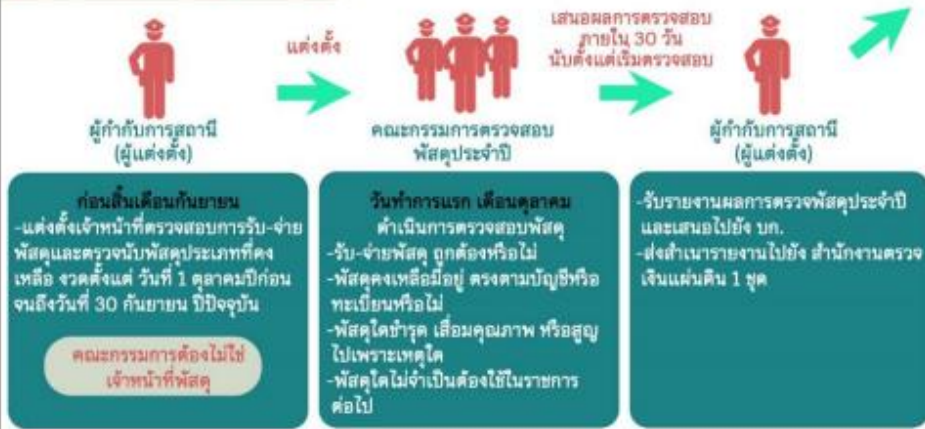 แต่งตั้ง
เสนอผลการตรวจสอบ
ภายใน 30 วัน
นับตั้งแต่เริ่มตรวจสอบ
ผู้กำกับการสถานี
(ผู้แต่งตั้ง)
คณะกรรมการตรวจสอบ
พัสดุประจำปี
ผู้กำกับการสถานี
(ผู้แต่งตั้ง)
ก่อนสิ้นเดือนกันยายน
-แต่งตั้งเจ้าหน้าที่ตรวจสอบการรับ-จ่าย
พัสดุและตรวจนับพัสดุประเภทที่คง
เหลือ งวดตั้งแต่ วันที่ 1 ตุลาคมปีก่อน
จนถึงวันที่ 30 กันยายน ปีปัจจุบัน
คณะกรรมการต้องไม่ใช่
เจ้าหน้าที่พัสดุ
วันทำการแรก เดือนตุลาคม
ดำเนินการตรวจสอบพัสดุ
-รับ-จ่ายพัสดุ ถูกต้องหรือไม่
-พัสดุคงเหลือมีอยู่ ตรงตามบัญชีหรือ
ทะเบียนหรือไม่
-พัสดุใดชำรุด เสื่อมคุณภาพ หรือสูญ
ไปเพราะเหตุใด
-พัสดุใดไม่จำเป็นต้องใช้ในราชการ
ต่อไป
-รับรายงานผลการตรวจพัสดุประจำปี
และเสนอไปยัง บก.
-ส่งสำเนารายงานไปยัง สำนักงานตรวจ
เงินแผ่นดิน 1 ชุด